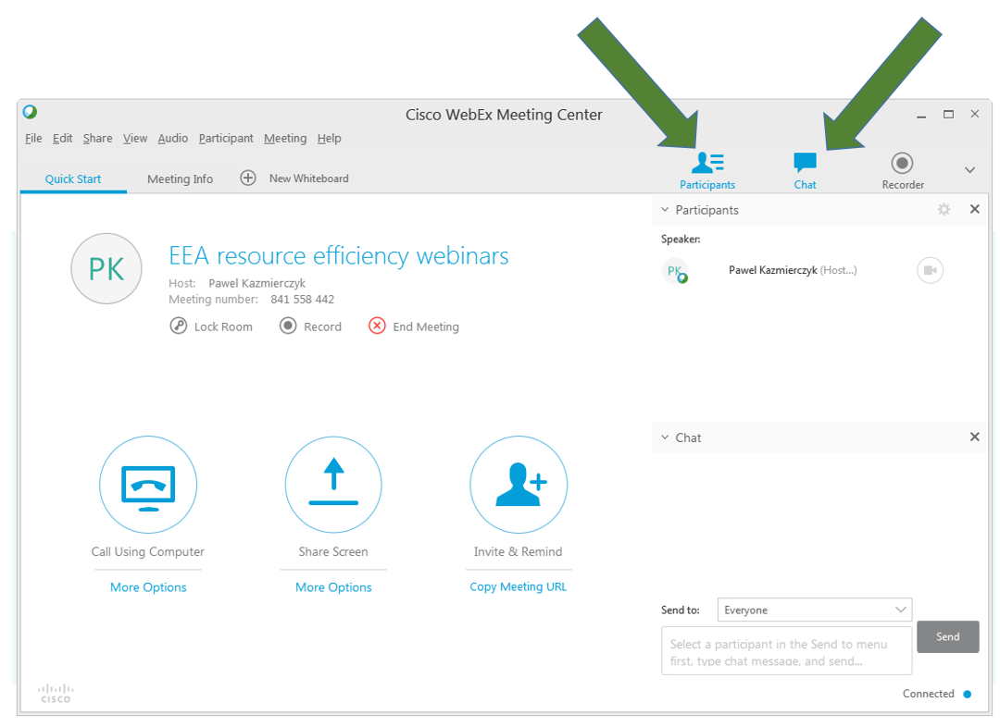 Cisco WebEx Meeting Center
File Edit Share View Audio Participant Meeting Help
Quick Start Meeting Info New Whiteboard
Participants Chat Recorder
Participants
Speaker:
PK Pawel Kazmierczyk (Host...)
PK
EEA resource efficiency webinars
Host: Pawel Kazmierczyk
Meeting number: 841 558 442
Lock Room Record End Meeting
Call Using Computer Share Screen Invite & Remind
More Options More Options Copy Meeting URL
Chat
Send to: Everyone
Select a participant in the Send to menu
first, type chat message, and send...
Send
Connected
CISCO